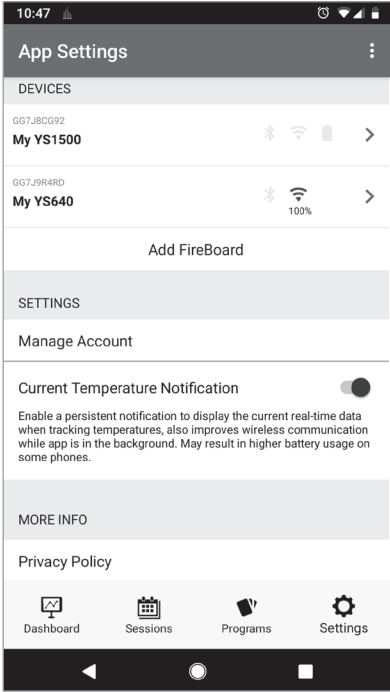 10:47
App Settings
DEVICES
GG7J8CG92
My YS1500
GG7J9R4RD
My YS640
100%
Add FireBoard
SETTINGS
Manage Account
Current Temperature Notification
Enable a persistent notification to display the current real-time data
when tracking temperatures, also improves wireless communication
while app is in the background. May result in higher battery usage on
some phones.
MORE INFO
Privacy Policy
Dashboard
Sessions
Programs
Settings